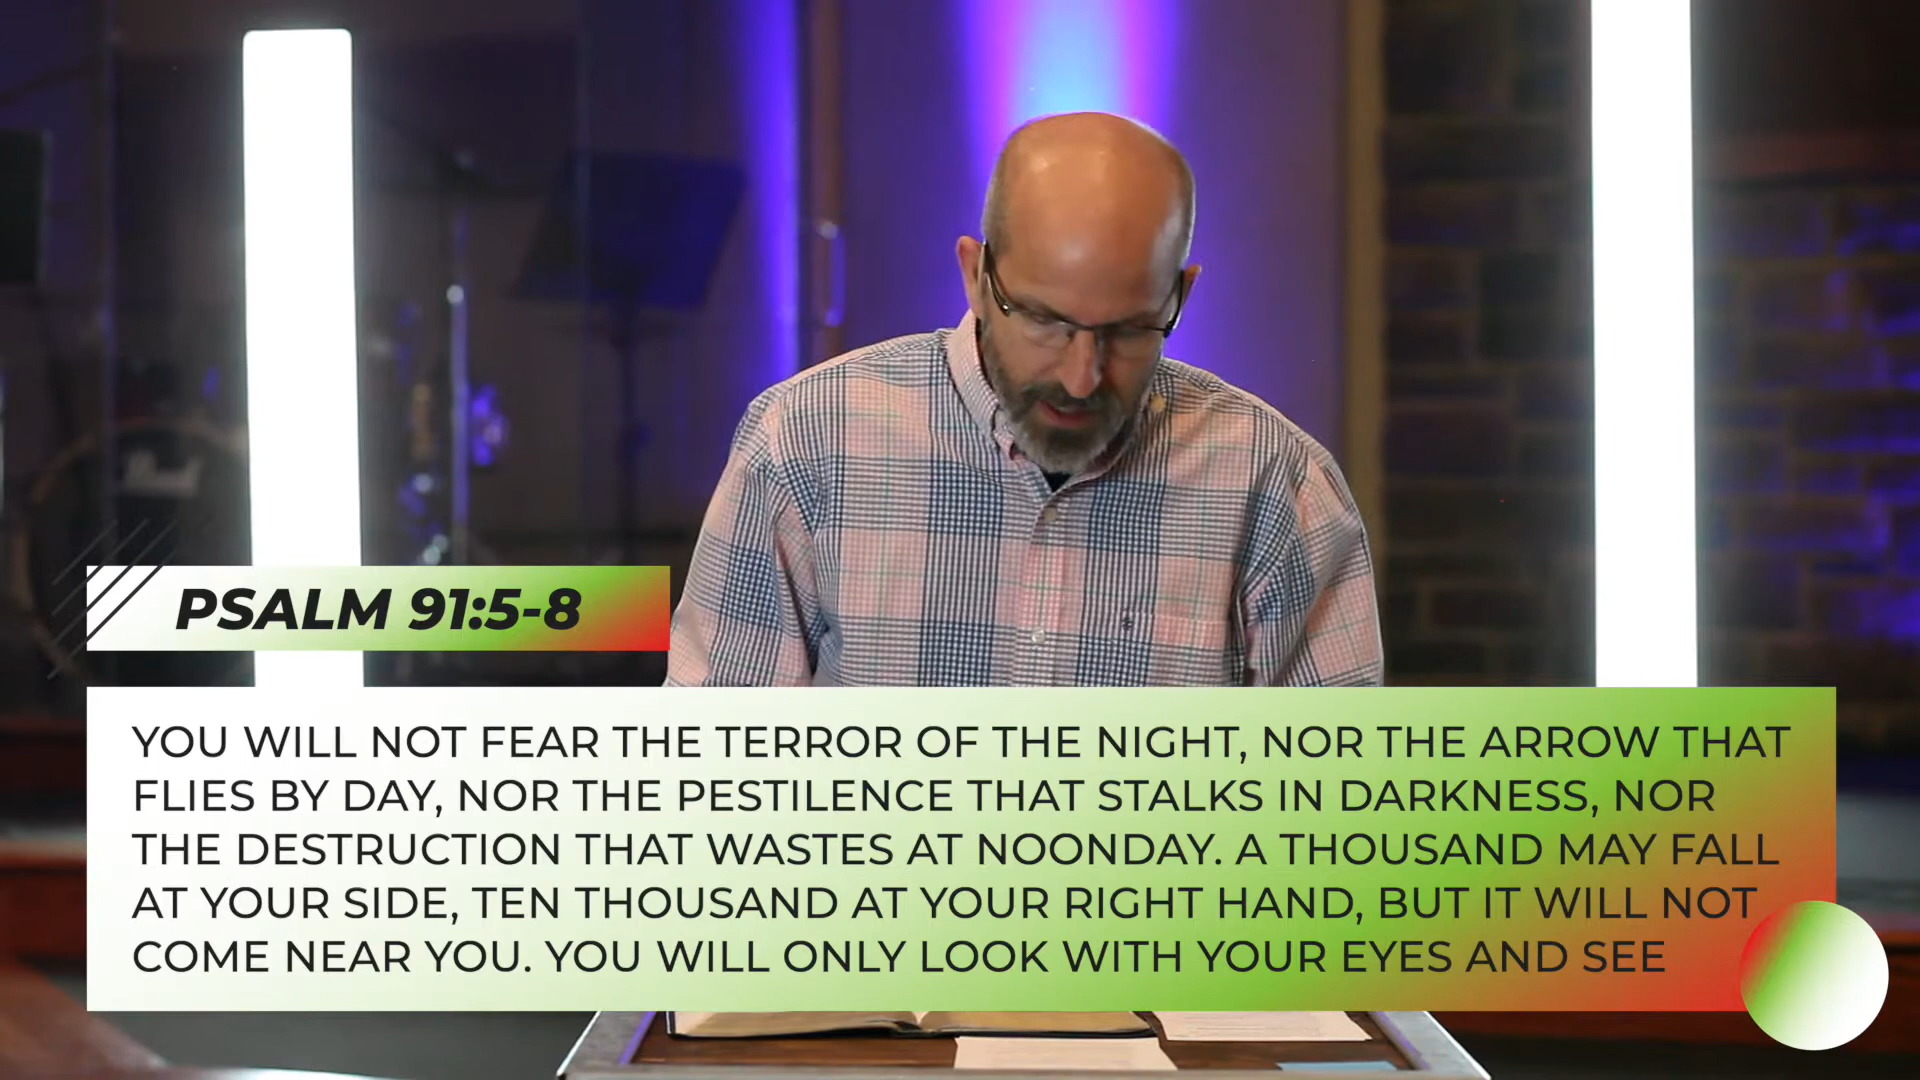 Pearl
PSALM 91:5-8
YOU WILL NOT FEAR THE TERROR OF THE NIGHT, NOR THE ARROW THAT
FLIES BY DAY, NOR THE PESTILENCE THAT STALKS IN DARKNESS, NOR
THE DESTRUCTION THAT WASTES AT NOONDAY. A THOUSAND MAY FALL
AT YOUR SIDE, TEN THOUSAND AT YOUR RIGHT HAND, BUT IT WILL NOT
COME NEAR YOU. YOU WILL ONLY LOOK WITH YOUR EYES AND SEE